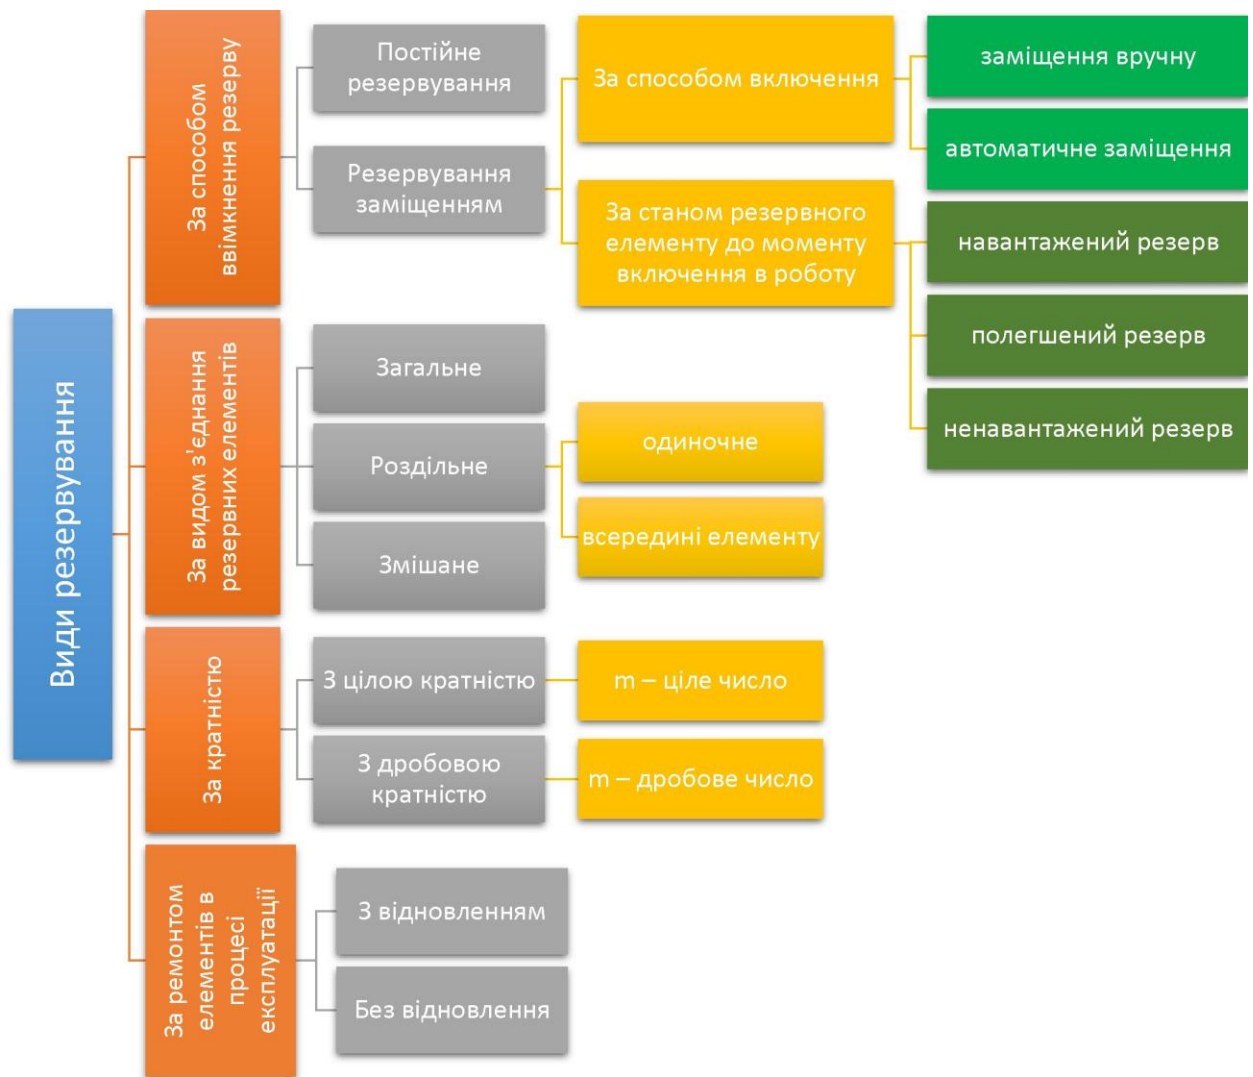 Види резервування
За способом
ввімкнення резерву
Постійне
резервування
Резервування
заміщенням
За способом включення
заміщення вручну
автоматичне заміщення
За станом резервного
елементу до моменту
включення в роботу
навантажений резерв
полегшений резерв
ненавантажений резерв
За видом з'єднання
резервних елементів
Загальне
Роздільне
одиночне
всередині елементу
Змішане
За кратністю
З цілою кратністю
m – ціле число
З дробовою
кратністю
m – дробове число
За ремонтом
елементів в
процесі
експлуатації
З відновленням
Без відновлення